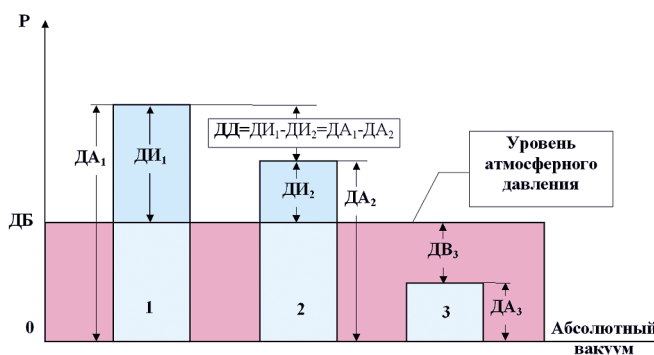 P
ДД=ДИ₁-ДИ₂=ДА₁-ДА₂
Уровень
атмосферного
давления
ДА₁
ДИ₁
ДИ₂
ДА₂
ДБ
ДВ₃
1
2
3
ДА₃
0
Абсолютный
вакуум